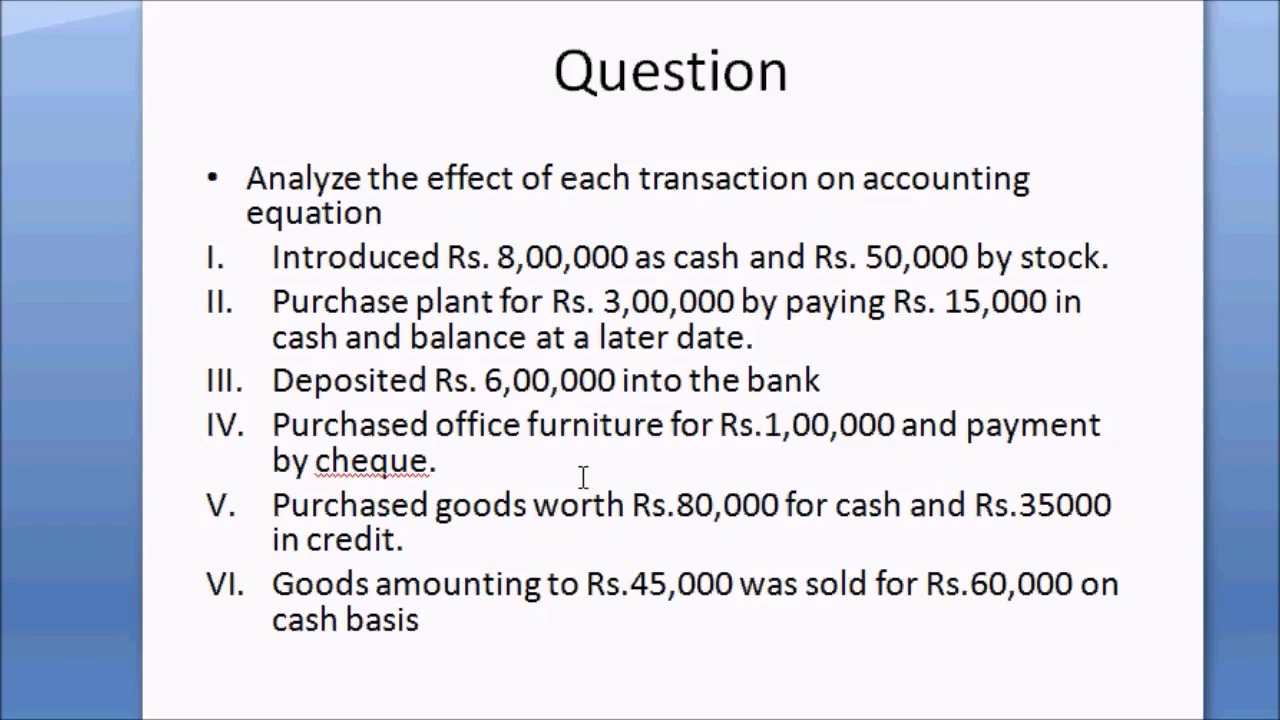 Question
• Analyze the effect of each transaction on accounting
equation
I. Introduced Rs. 8,00,000 as cash and Rs. 50,000 by stock.
II. Purchase plant for Rs. 3,00,000 by paying Rs. 15,000 in
cash and balance at a later date.
III. Deposited Rs. 6,00,000 into the bank
IV. Purchased office furniture for Rs.1,00,000 and payment
by cheque.
V. Purchased goods worth Rs.80,000 for cash and Rs.35000
in credit.
VI. Goods amounting to Rs.45,000 was sold for Rs.60,000 on
cash basis